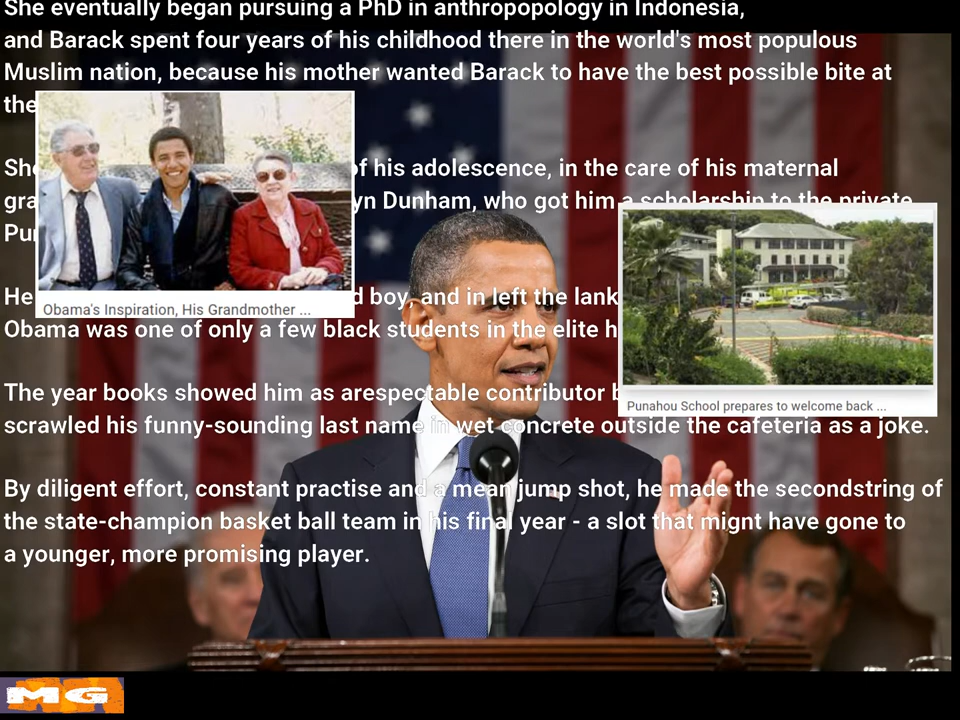 She eventually began pursuing a PhD in anthropopology in Indonesia,
and Barack spent four years of his childhood there in the world's most populous
Muslim nation, because his mother wanted Barack to have the best possible bite at
the
of his adolescence, in the care of his maternal
Dunham, who got him a scholarship to the private
He
boy, and in left the
Obama was one of only a few black students in the elite
Obama's Inspiration, His Grandmother ...
The year books showed him as arespectable contributor
scrawled his funny-sounding last name in wet concrete outside the cafeteria as a joke.
Punahou School prepares to welcome back ...
By diligent effort, constant practise and a mean jump shot, he made the secondstring of
the state-champion basket ball team in his final year - a slot that mignt have gone to
a younger, more promising player.
MG